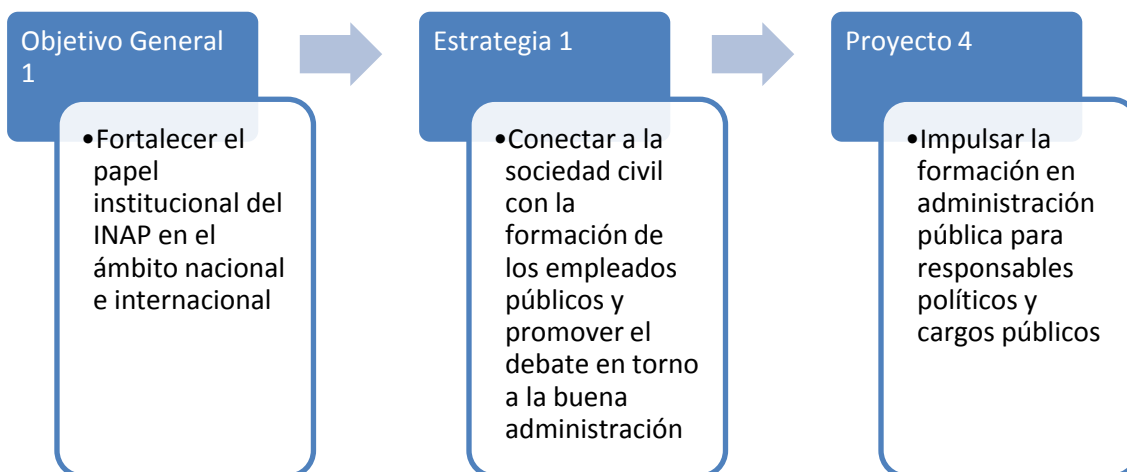 Objetivo General
1
•Fortalecer el
papel
institucional del
INAP en el
ámbito nacional
e internacional
Estrategia 1
•Conectar a la
sociedad civil
con la
formación de
los empleados
públicos y
promover el
debate en torno
a la buena
administración
Proyecto 4
•Impulsar la
formación en
administración
pública para
responsables
políticos y
cargos públicos